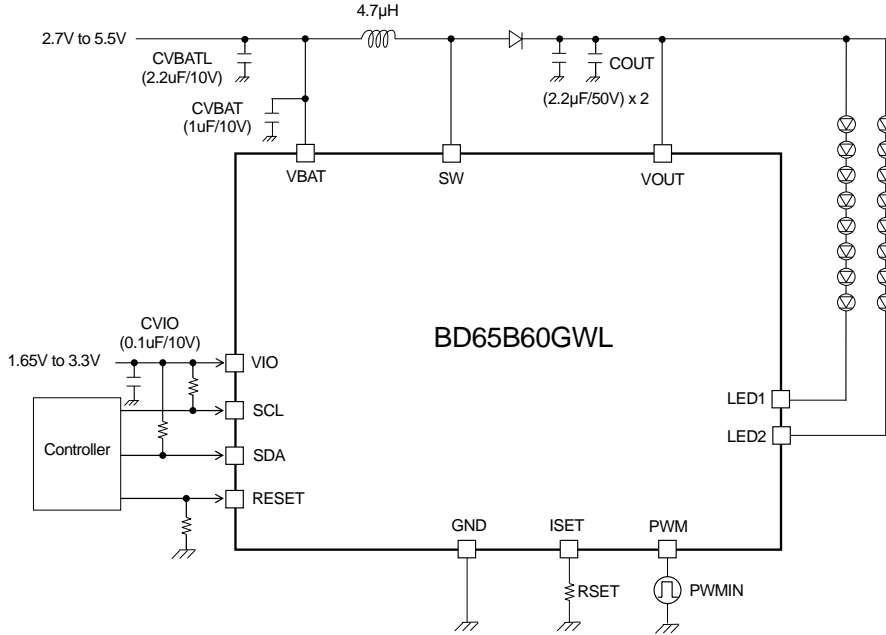 4.7µH
2.7V to 5.5V
CVBATL
(2.2uF/10V)
COUT
(2.2µF/50V) x 2
CVBAT
(1uF/10V)
VBAT
SW
VOUT
BD65B60GWL
CVIO
(0.1uF/10V)
1.65V to 3.3V
VIO
SCL
Controller
SDA
RESET
LED1
LED2
GND
ISET
PWM
RSET
PWMIN